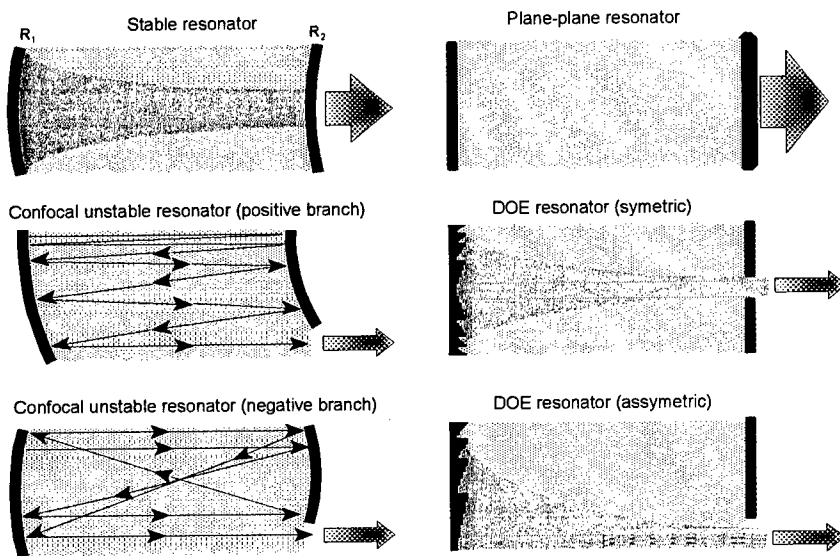 Stable resonator
Plane-plane resonator
R1
R2
Confocal unstable resonator (positive branch)
DOE resonator (symetric)
Confocal unstable resonator (negative branch)
DOE resonator (assymetric)